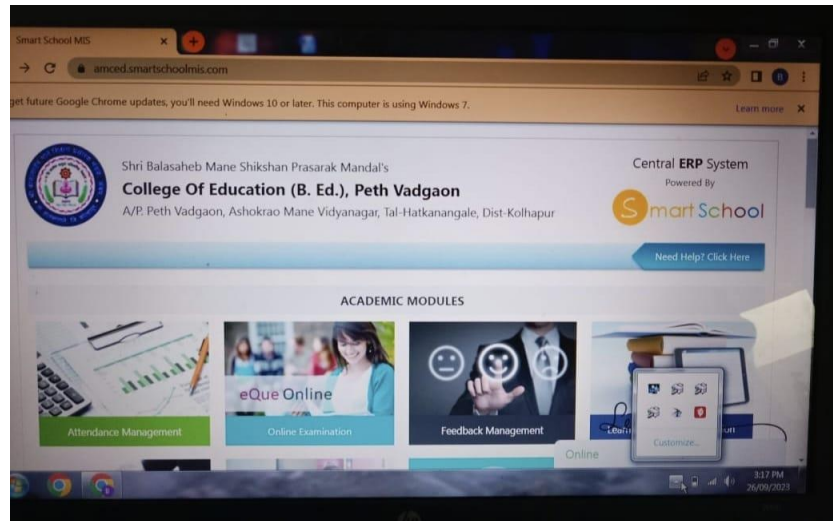 Smart School MIS
amced.smartschoolmis.com
get future Google Chrome updates, you'll need Windows 10 or later. This computer is using Windows 7.
Learn more
Shri Balasaheb Mane Shikshan Prasarak Mandal's
College Of Education (B. Ed.), Peth Vadgaon
A/P. Peth Vadgaon, Ashokrao Mane Vidyanagar, Tal-Hatkanangale, Dist-Kolhapur
Central ERP System
Powered By
Smart School
Need Help? Click Here
ACADEMIC MODULES
eQue Online
Attendance Management
Online Examination
Feedback Management
Customize...
Online
3:17 PM
26/09/2023